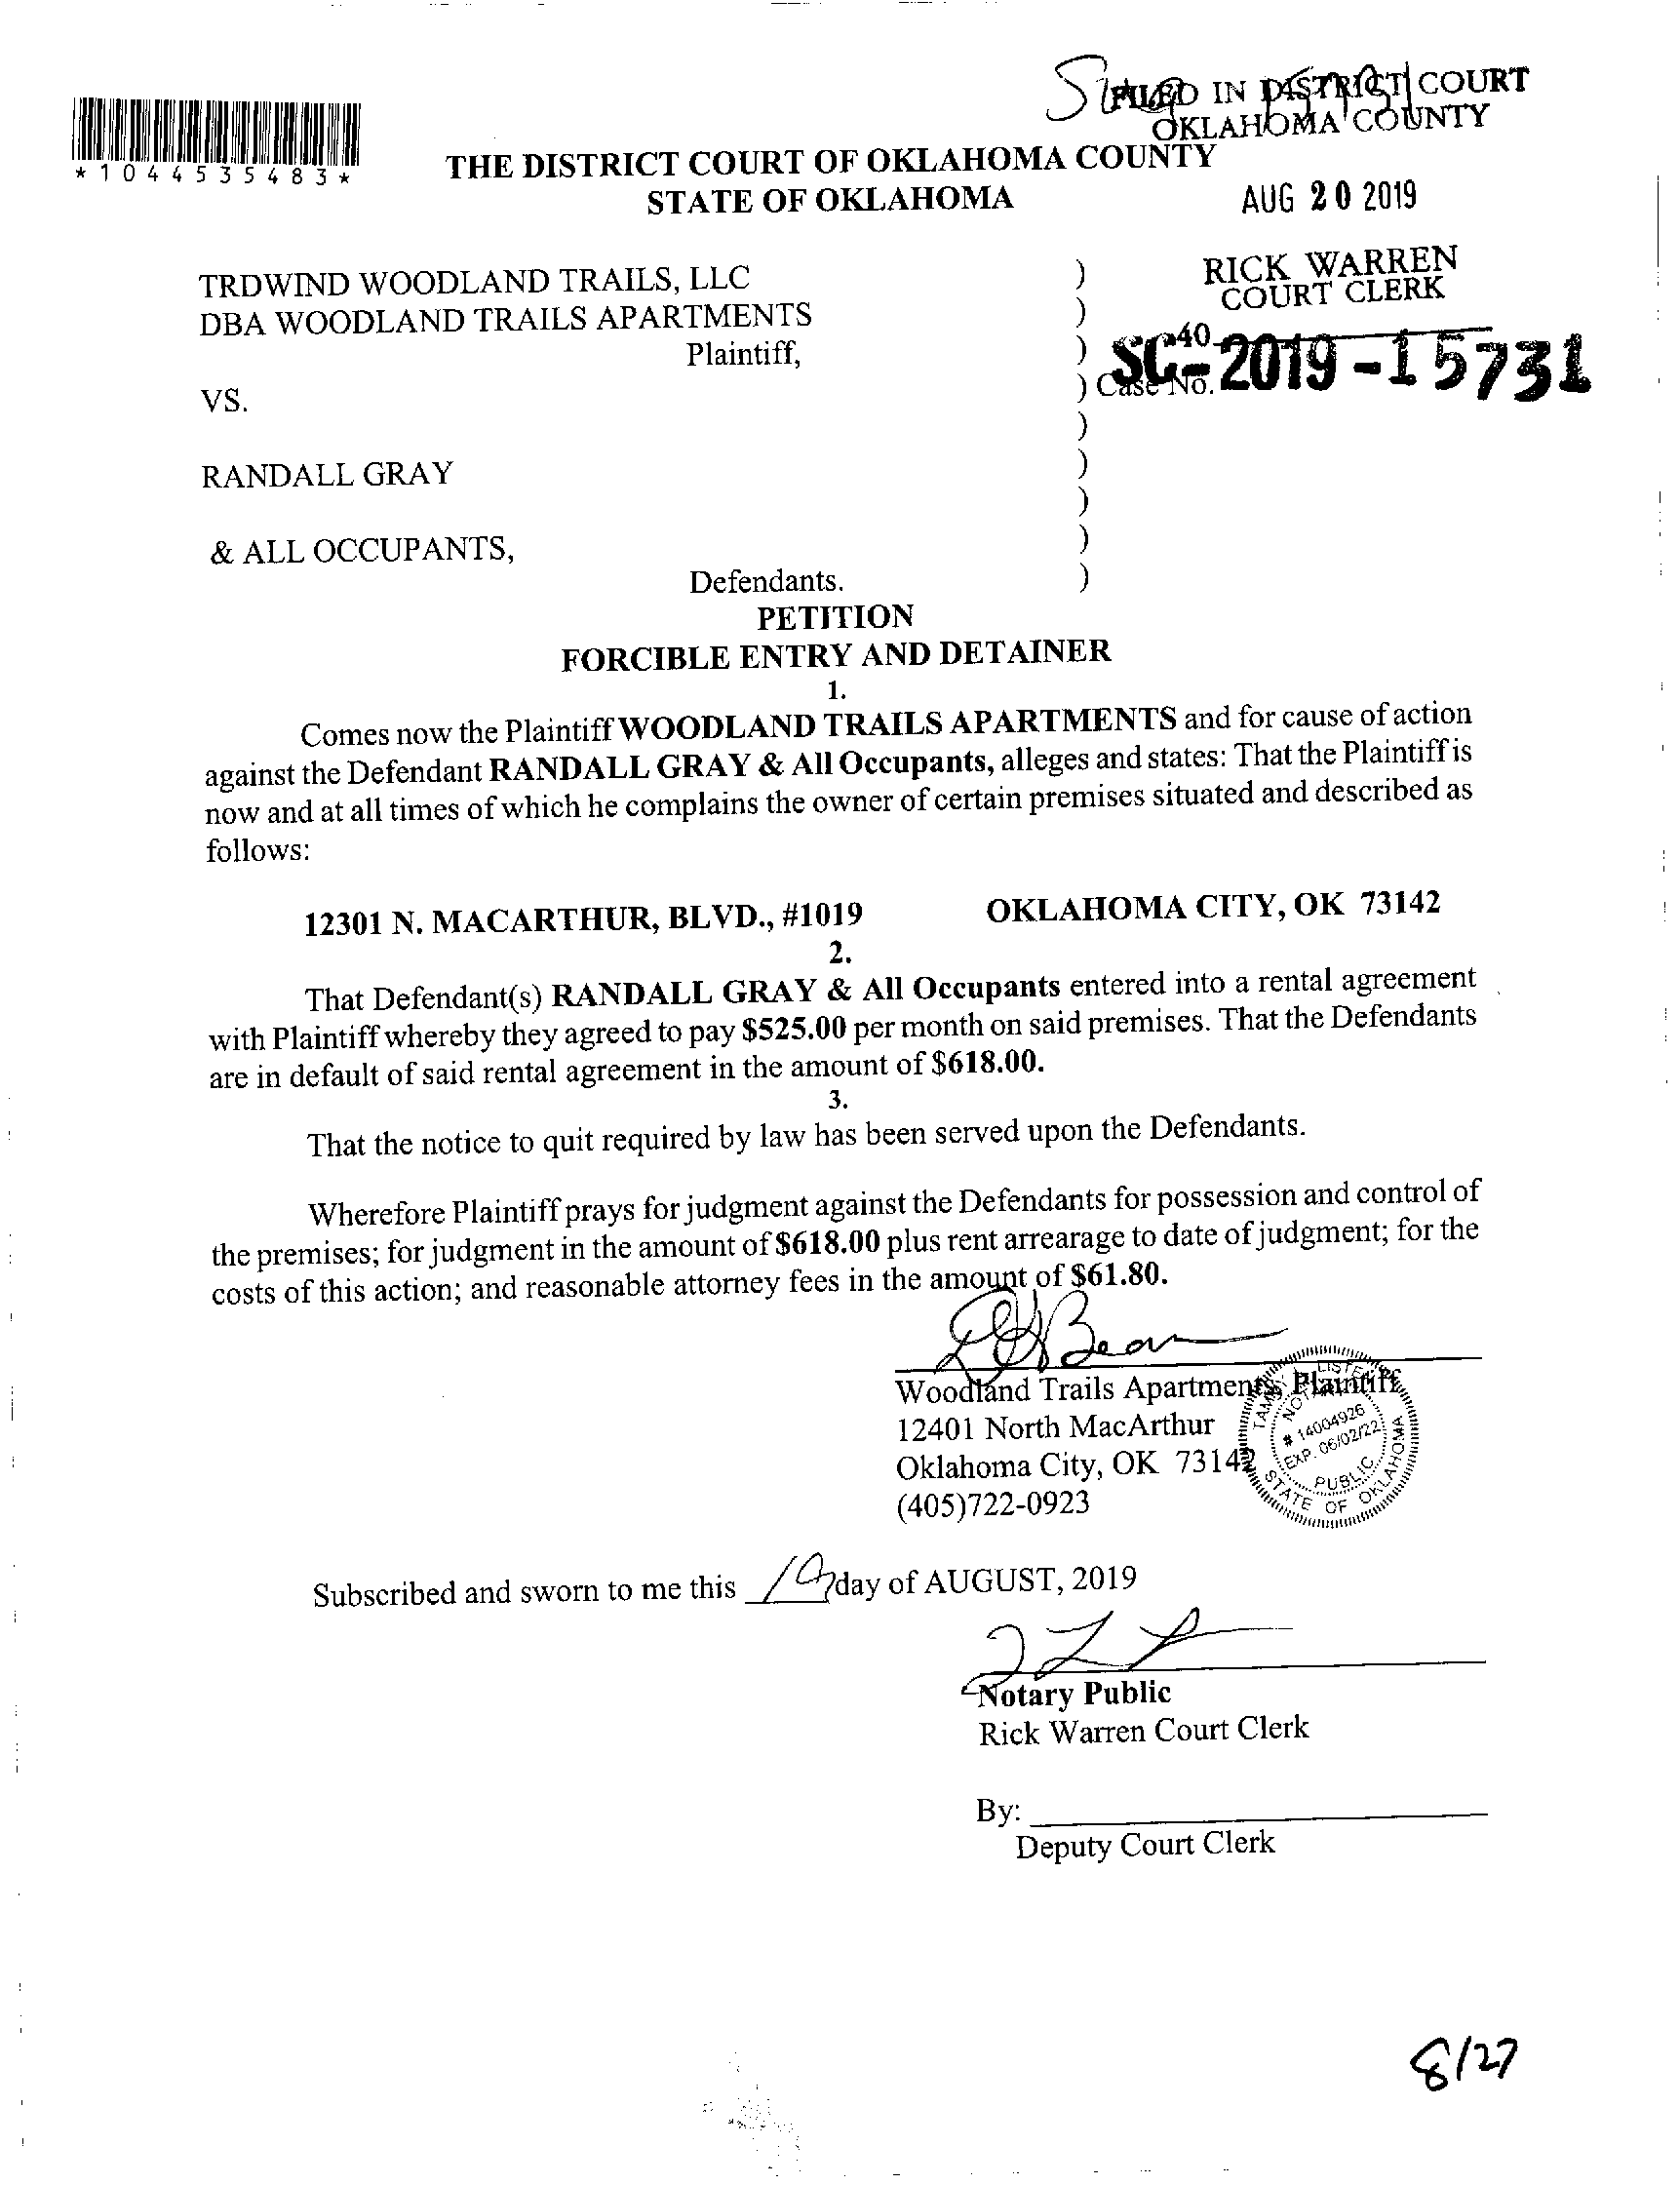 FILED IN DISTRICT COURT
OKLAHOMA COUNTY
*1044535483*
THE DISTRICT COURT OF OKLAHOMA COUNTY
STATE OF OKLAHOMA
AUG 20 2019
RICK WARREN
COURT CLERK
40
TRDWIND WOODLAND TRAILS, LLC )
DBA WOODLAND TRAILS APARTMENTS )
Plaintiff, )
) Case No. SC-2019-15731
VS.
)
RANDALL GRAY )
)
& ALL OCCUPANTS, )
Defendants. )
PETITION
FORCIBLE ENTRY AND DETAINER
1.
Comes now the Plaintiff WOODLAND TRAILS APARTMENTS and for cause of action
against the Defendant RANDALL GRAY & All Occupants, alleges and states: That the Plaintiff is
now and at all times of which he complains the owner of certain premises situated and described as
follows:
12301 N. MACARTHUR, BLVD., #1019 OKLAHOMA CITY, OK 73142
2.
That Defendant(s) RANDALL GRAY & All Occupants entered into a rental agreement
with Plaintiff whereby they agreed to pay $525.00 per month on said premises. That the Defendants
are in default of said rental agreement in the amount of $618.00.
3.
That the notice to quit required by law has been served upon the Defendants.
Wherefore Plaintiff prays for judgment against the Defendants for possession and control of
the premises; for judgment in the amount of $618.00 plus rent arrearage to date of judgment; for the
costs of this action; and reasonable attorney fees in the amount of $61.80.
Woodland Trails Apartments, Plaintiff
12401 North MacArthur
Oklahoma City, OK 73142
(405)722-0923
NOTARY
# 14004926
EXP. 06/02/22
PUBLIC
STATE OF OKLAHOMA
Subscribed and sworn to me this 19 day of AUGUST, 2019
Notary Public
Rick Warren Court Clerk
By:
Deputy Court Clerk
8/27